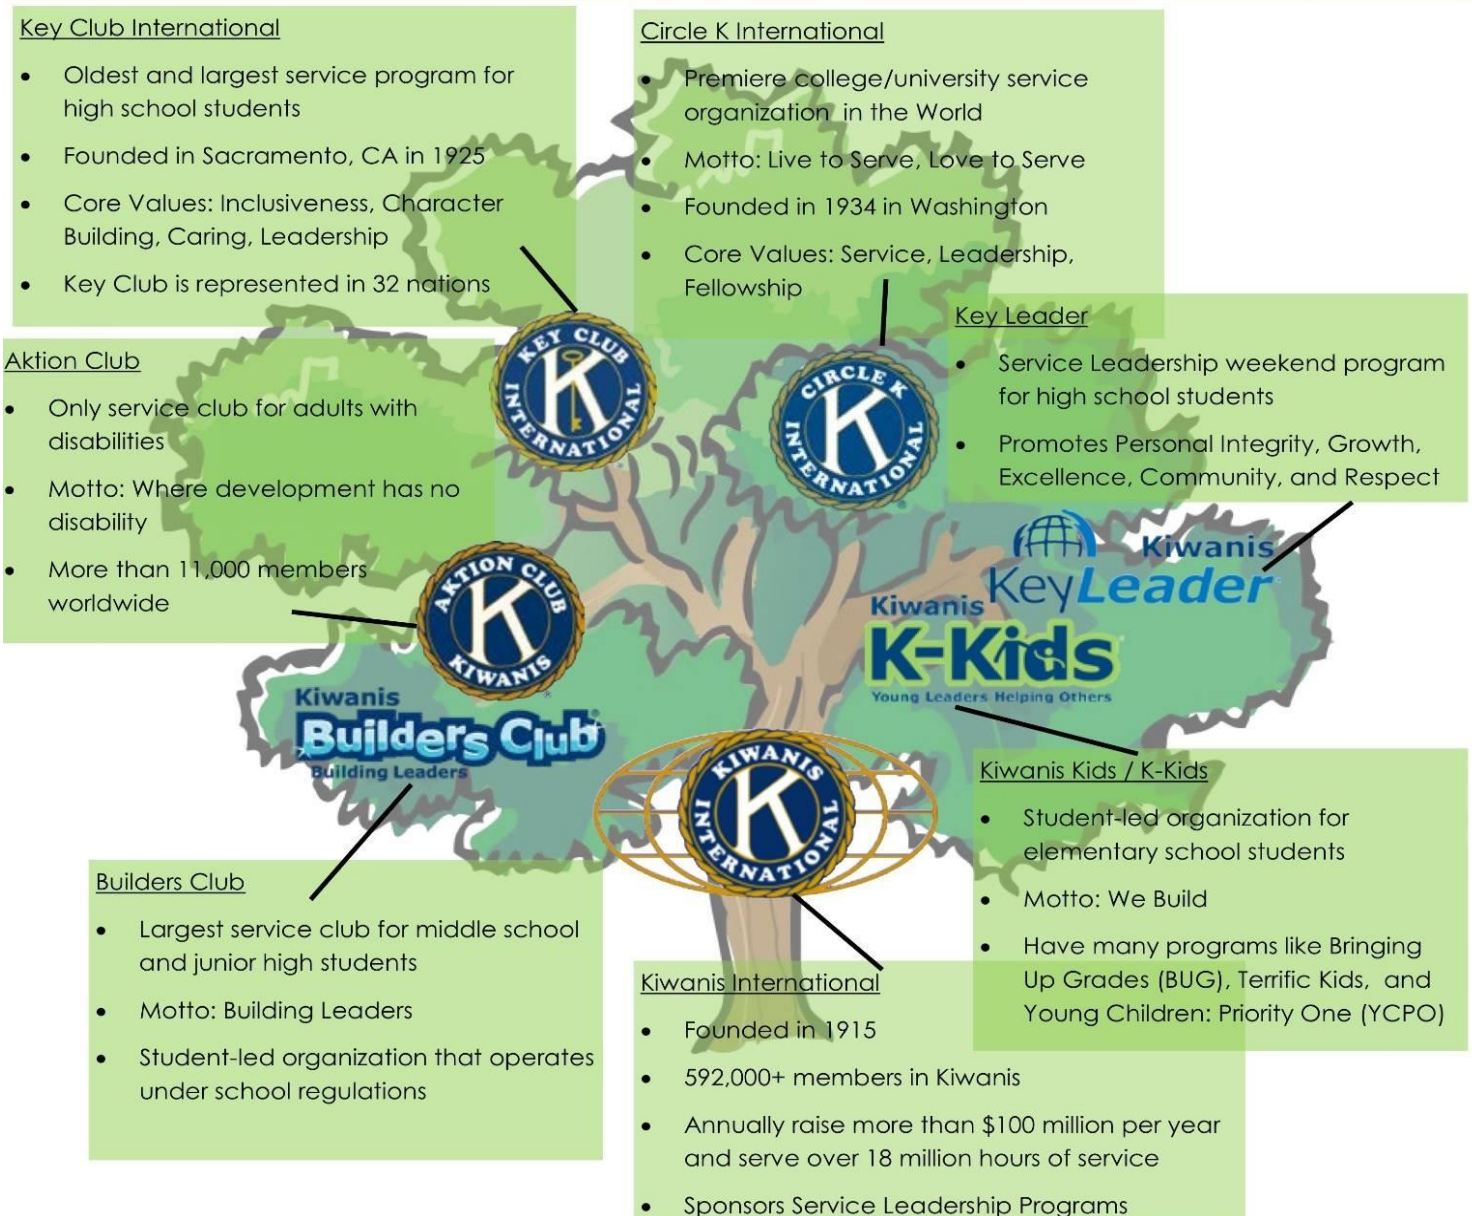 Key Club International
• Oldest and largest service program for
high school students
• Founded in Sacramento, CA in 1925
• Core Values: Inclusiveness, Character
Building, Caring, Leadership
• Key Club is represented in 32 nations
Circle K International
• Premiere college/university service
organization in the World
• Motto: Live to Serve, Love to Serve
• Founded in 1934 in Washington
• Core Values: Service, Leadership,
Fellowship
Key Leader
• Service Leadership weekend program
for high school students
• Promotes Personal Integrity, Growth,
Excellence, Community, and Respect
Aktion Club
• Only service club for adults with
disabilities
• Motto: Where development has no
disability
• More than 11,000 members
worldwide
KEY CLUB
K
INTERNATIONAL
CIRCLE K
K
INTERNATIONAL
Kiwanis
KeyLeader
AKTION CLUB
K
KIWANIS
Kiwanis
K-Kids
Young Leaders Helping Others
Kiwanis
Builders Club
Building Leaders
KIWANIS
K
INTERNATIONAL
Kiwanis Kids / K-Kids
• Student-led organization for
elementary school students
• Motto: We Build
• Have many programs like Bringing
Up Grades (BUG), Terrific Kids, and
Young Children: Priority One (YCPO)
Builders Club
• Largest service club for middle school
and junior high students
• Motto: Building Leaders
• Student-led organization that operates
under school regulations
Kiwanis International
• Founded in 1915
• 592,000+ members in Kiwanis
• Annually raise more than $100 million per year
and serve over 18 million hours of service
• Sponsors Service Leadership Programs